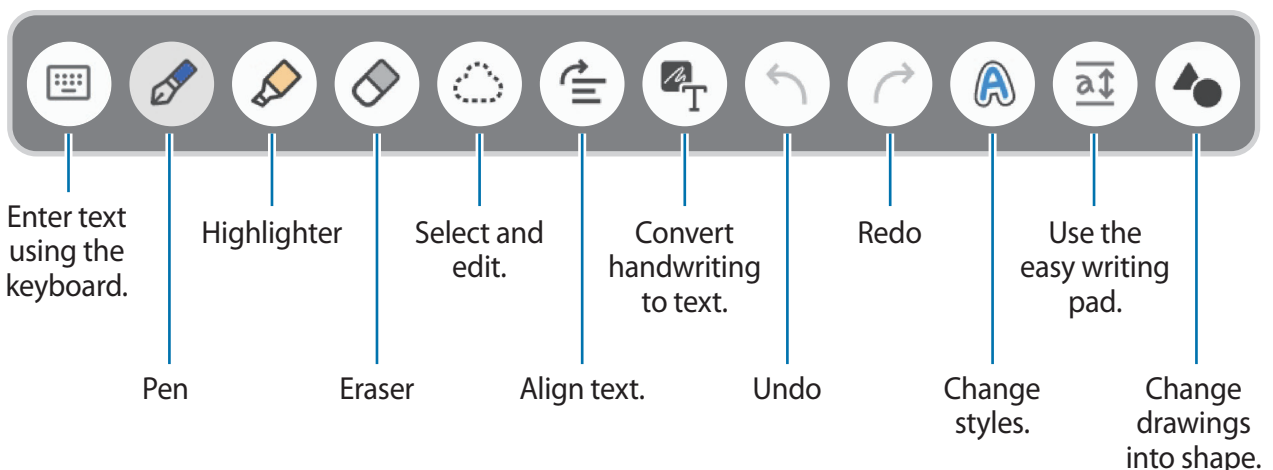 Enter text
using the
keyboard.
Highlighter
Select and
edit.
Convert
handwriting
to text.
Redo
Use the
easy writing
pad.
Pen
Eraser
Align text.
Undo
Change
styles.
Change
drawings
into shape.